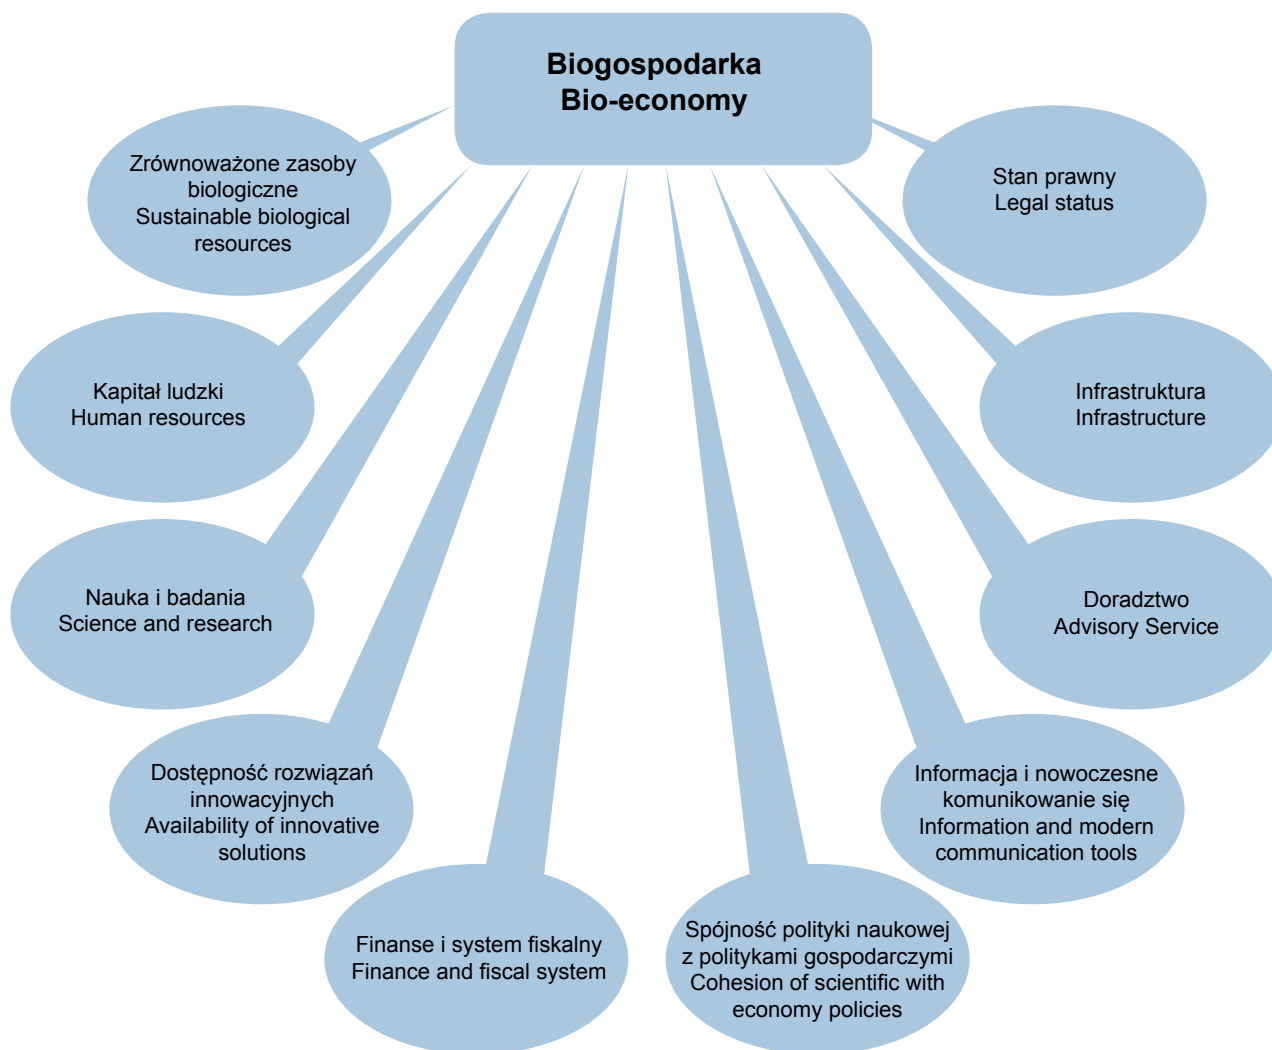 Biogospodarka
Bio-economy
Zrównoważone zasoby
biologiczne
Sustainable biological
resources
Stan prawny
Legal status
Kapitał ludzki
Human resources
Infrastruktura
Infrastructure
Nauka i badania
Science and research
Doradztwo
Advisory Service
Dostępność rozwiązań
innowacyjnych
Availability of innovative
solutions
Informacja i nowoczesne
komunikowanie się
Information and modern
communication tools
Finanse i system fiskalny
Finance and fiscal system
Spójność polityki naukowej
z politykami gospodarczymi
Cohesion of scientific with
economy policies